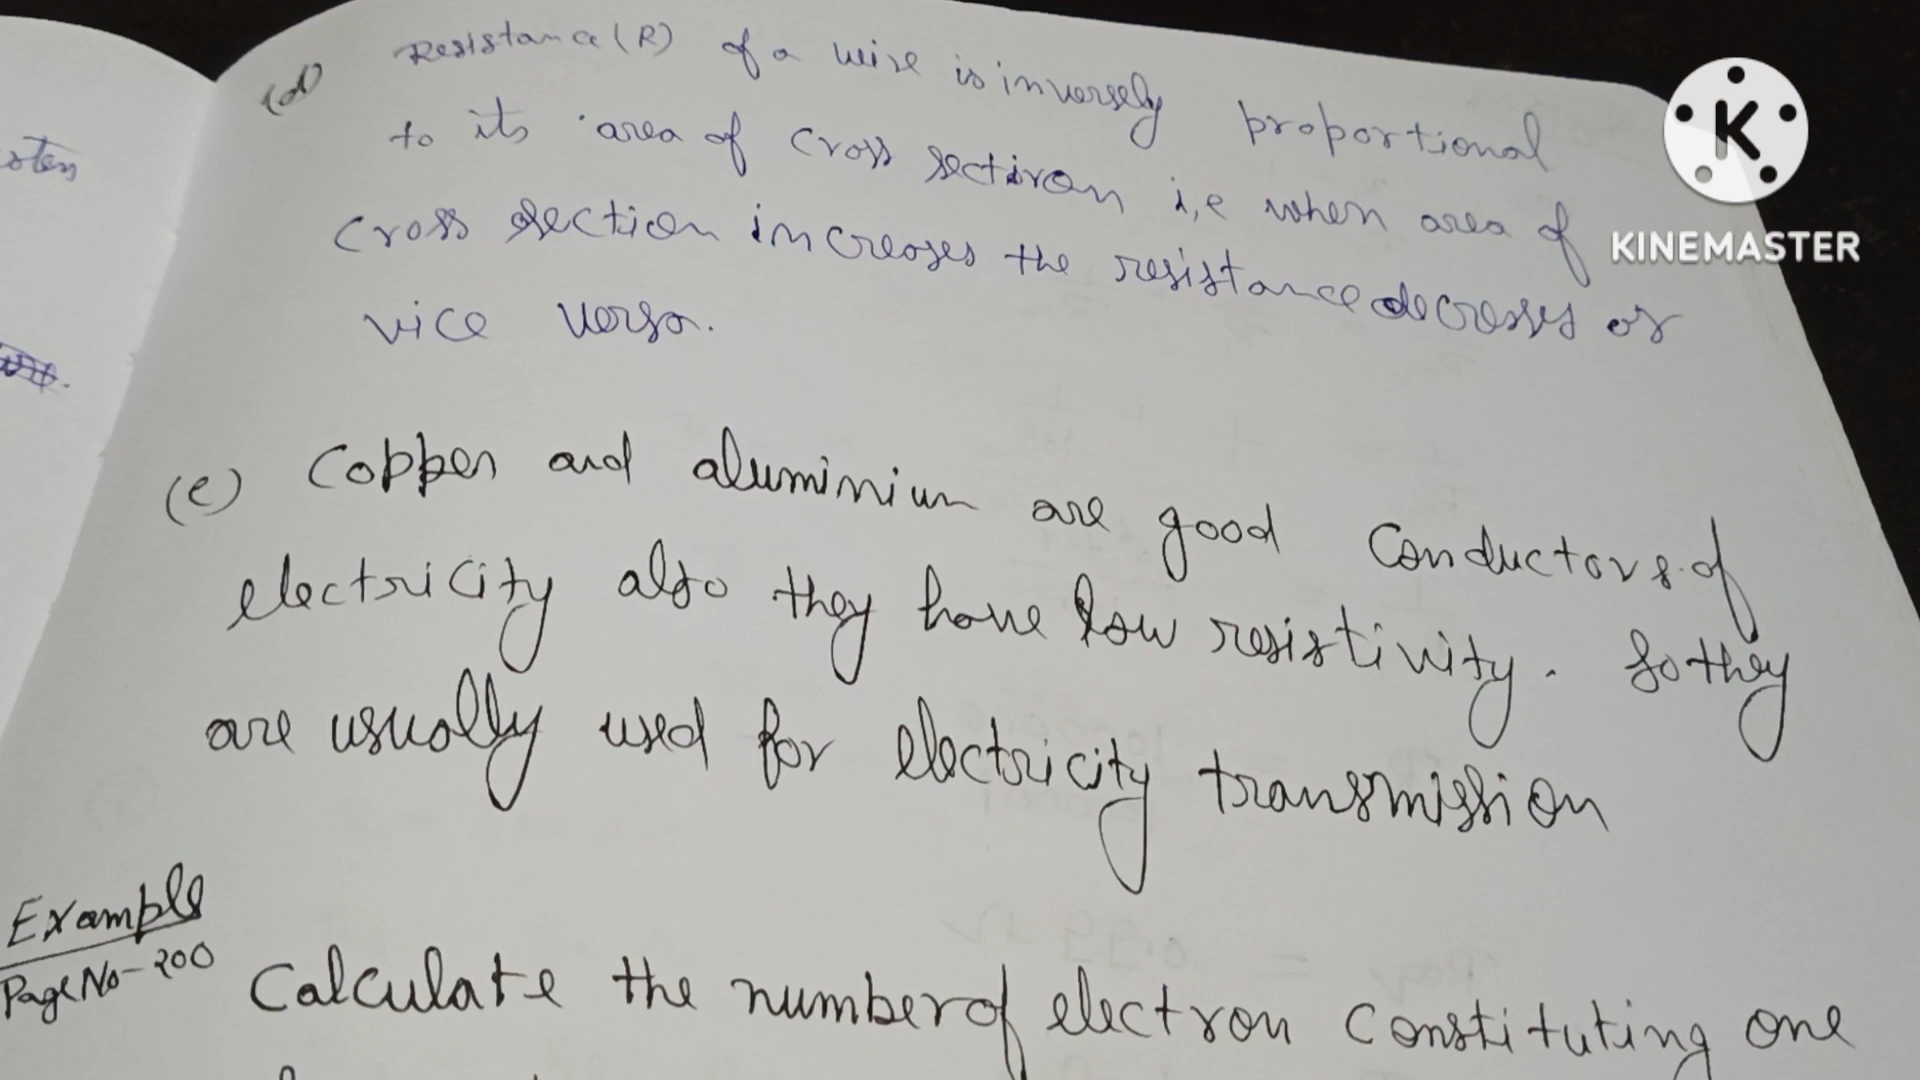 (d) Resistance (R) of a wire is inversely proportional
to its area of cross section i,e when area of
cross section increases the resistance decreases or
vice versa.
(e) Copper and aluminium are good conductors of
electricity also they have low resistivity. So they
are usually used for electricity transmission
Example
Page No - 200
Calculate the number of electron constituting one
KINEMASTER